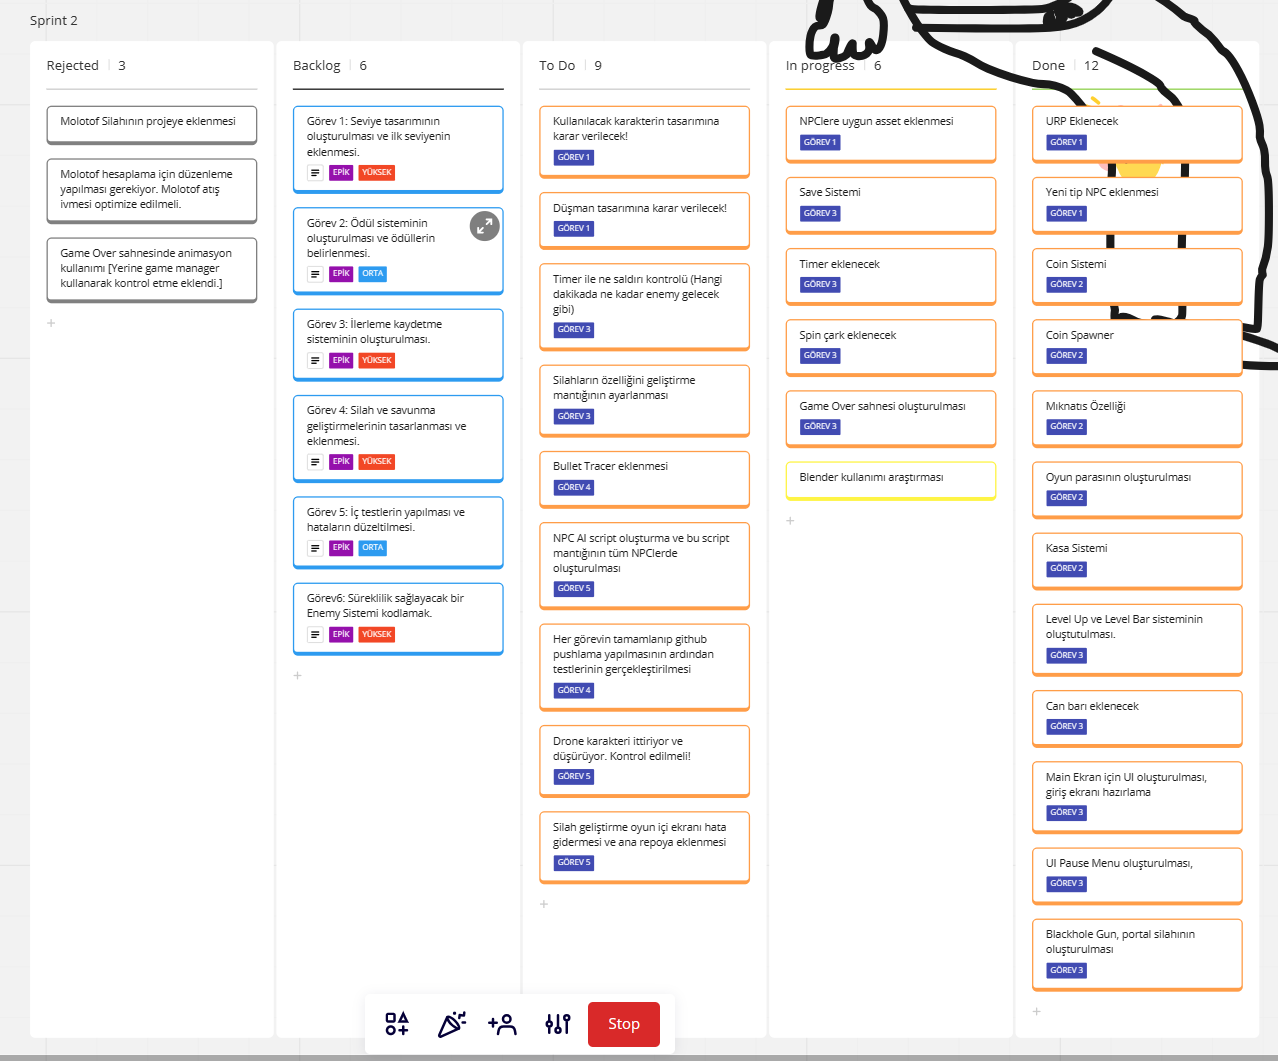 Sprint 2
Rejected 3
Molotof Silahının projeye eklenmesi
Molotof hesaplama için düzenleme
yapılması gerekiyor. Molotof atış
ivmesi optimize edilmeli.
Game Over sahnesinde animasyon
kullanımı [Yerine game manager
kullanarak kontrol etme eklendi.]
Backlog 6
Görev 1: Seviye tasarımının
oluşturulması ve ilk seviyenin
eklenmesi.
EPİK YÜKSEK
Görev 2: Ödül sisteminin
oluşturulması ve ödüllerin
belirlenmesi.
EPİK ORTA
Görev 3: İlerleme kaydetme
sisteminin oluşturulması.
EPİK YÜKSEK
Görev 4: Silah ve savunma
geliştirmelerinin tasarlanması ve
eklenmesi.
EPİK YÜKSEK
Görev 5: İç testlerin yapılması ve
hataların düzeltilmesi.
EPİK ORTA
Görev6: Süreklilik sağlayacak bir
Enemy Sistemi kodlamak.
EPİK YÜKSEK
To Do 9
Kullanılacak karakterin tasarımına
karar verilecek!
GÖREV 1
Düşman tasarımına karar verilecek!
GÖREV 1
Timer ile ne saldırı kontrolü (Hangi
dakikada ne kadar enemy gelecek
gibi)
GÖREV 3
Silahların özelliğini geliştirme
mantığının ayarlanması
GÖREV 3
Bullet Tracer eklenmesi
GÖREV 4
NPC AI script oluşturma ve bu script
mantığının tüm NPClerde
oluşturulması
GÖREV 5
Her görevin tamamlanıp github
pushlama yapılmasının ardından
testlerinin gerçekleştirilmesi
GÖREV 4
Drone karakteri ittiriyor ve
düşürüyor. Kontrol edilmeli!
GÖREV 5
Silah geliştirme oyun içi ekranı hata
gidermesi ve ana repoya eklenmesi
GÖREV 5
In progress 6
NPClere uygun asset eklenmesi
GÖREV 1
Save Sistemi
GÖREV 3
Timer eklenecek
GÖREV 3
Spin çark eklenecek
GÖREV 3
Game Over sahnesi oluşturulması
GÖREV 3
Blender kullanımı araştırması
Done 12
URP Eklenecek
GÖREV 1
Yeni tip NPC eklenmesi
GÖREV 1
Coin Sistemi
GÖREV 2
Coin Spawner
GÖREV 2
Mıknatıs Özelliği
GÖREV 2
Oyun parasının oluşturulması
GÖREV 2
Kasa Sistemi
GÖREV 2
Level Up ve Level Bar sisteminin
oluştutulması.
GÖREV 3
Can barı eklenecek
GÖREV 3
Main Ekran için UI oluşturulması,
giriş ekranı hazırlama
GÖREV 3
UI Pause Menu oluşturulması,
GÖREV 3
Blackhole Gun, portal silahının
oluşturulması
GÖREV 3
Stop